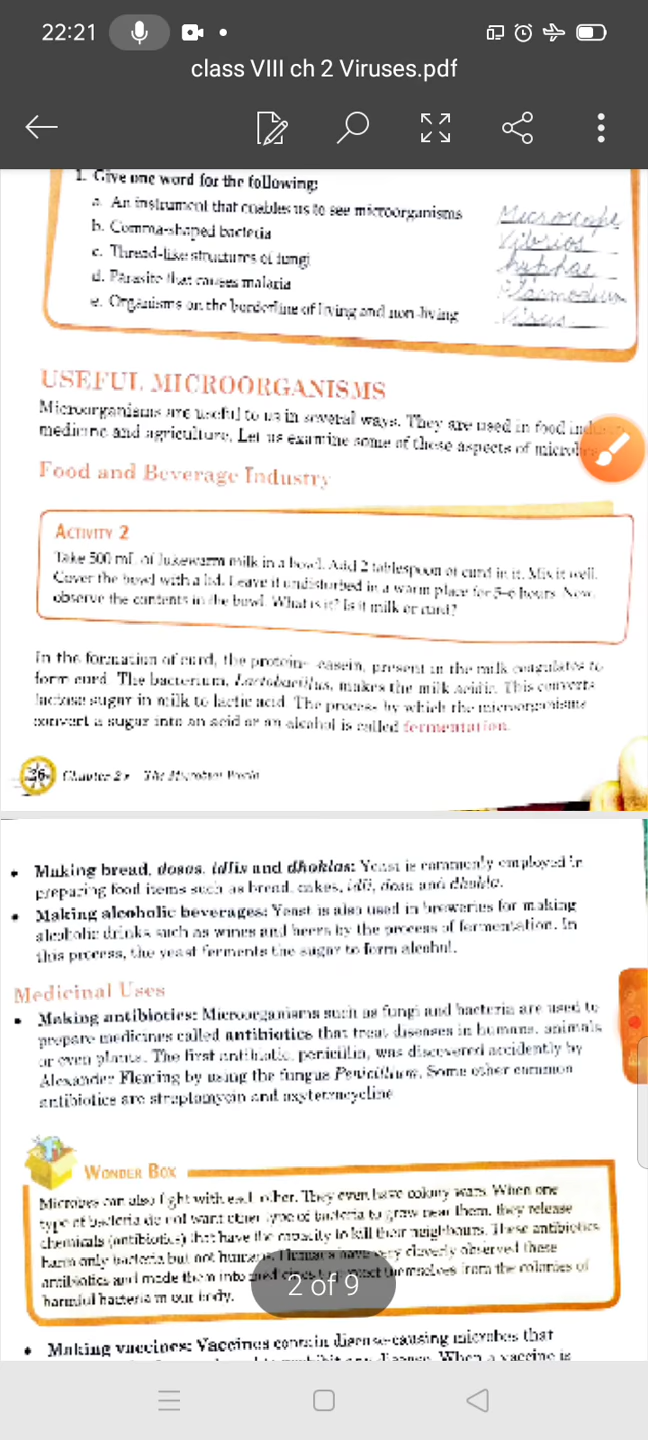 22:21
class VIII ch 2 Viruses.pdf
1. Give one word for the following:
a. An instrument that enables us to see microorganisms Microscope
b. Comma-shaped bacteria Vibrios
c. Thread-like structures of fungi hyphae
d. Parasite that causes malaria Plasmodium
e. Organisms on the borderline of living and non-living Virus
USEFUL MICROORGANISMS
Microorganisms are useful to us in several ways. They are used in food
medicine and agriculture. Let us examine some of these aspects of
Food and Beverage Industry
ACTIVITY 2
Take 500 mL of lukewarm milk in a bowl. Add 2 tablespoon of curd in it. Mix it well.
Cover the bowl with a lid. Leave it undisturbed in a warm place for 5–6 hours. Now,
observe the contents in the bowl. What is it? Is it milk or curd?
In the formation of curd, the protein, casein, present in the milk coagulates to
form curd. The bacterium, Lactobacillus, makes the milk acidic. This converts
lactose sugar in milk to lactic acid. The process by which the microorganisms
convert a sugar into an acid or an alcohol is called fermentation.
26 Chapter 2 • The Microbial World
• Making bread, dosas, idlis and dhoklas: Yeast is commonly employed in
preparing food items such as bread, cakes, idli, dosa and dhokla.
• Making alcoholic beverages: Yeast is also used in breweries for making
alcoholic drinks such as wines and beers by the process of fermentation. In
this process, the yeast ferments the sugar to form alcohol.
Medicinal Uses
• Making antibiotics: Microorganisms such as fungi and bacteria are used to
prepare medicines called antibiotics that treat diseases in humans, animals
or even plants. The first antibiotic, penicillin, was discovered accidently by
Alexander Fleming by using the fungus Penicillium. Some other common
antibiotics are streptomycin and oxytetracycline
WONDER BOX
Microbes can also fight with each other. They even have colony wars. When one
type of bacteria do not want other type of bacteria to grow near them, they release
chemicals (antibiotics) that have the capacity to kill their neighbours. These antibiotics
harm only bacteria but not humans. Humans have very cleverly observed these
antibiotics and made them into themselves from the colonies of
harmful bacteria in our body.
2 of 9
• Making vaccines: Vaccines contain disease-causing microbes that
disease. When a vaccine is